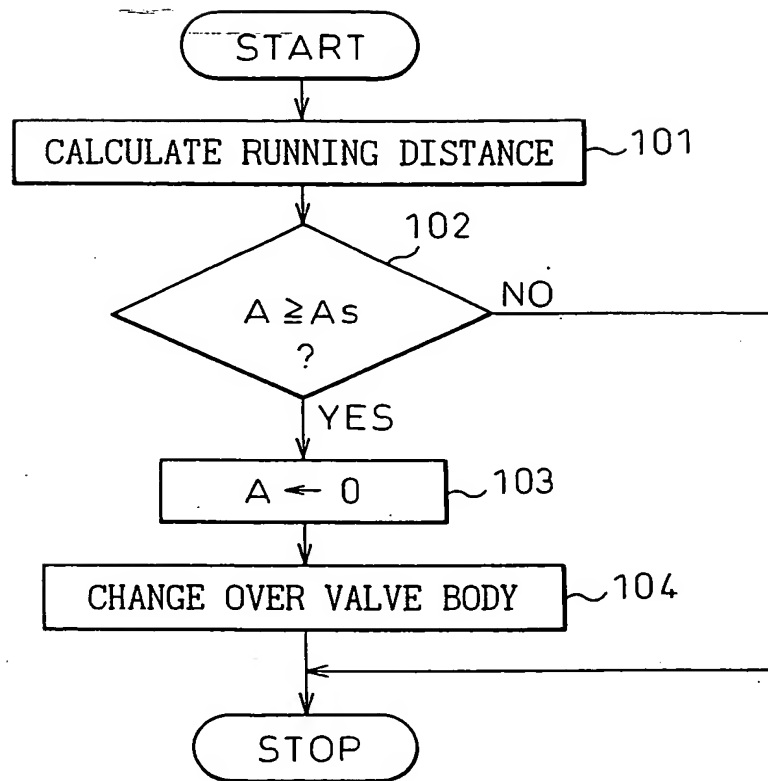 START
CALCULATE RUNNING DISTANCE
101
102
A ≧ As
?
NO
YES
A ← 0
103
CHANGE OVER VALVE BODY
104
STOP